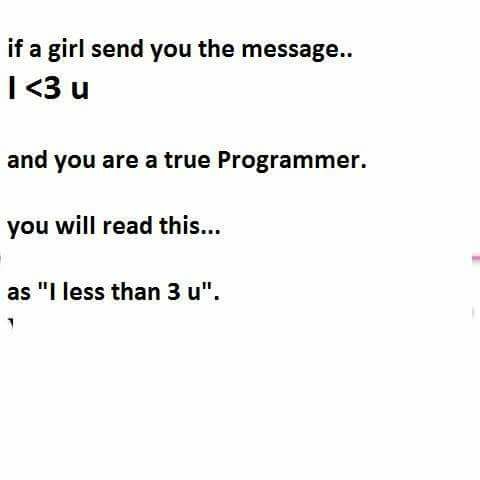 if a girl send you the message..
I <3 u
and you are a true Programmer.
you will read this...
as "I less than 3 u".